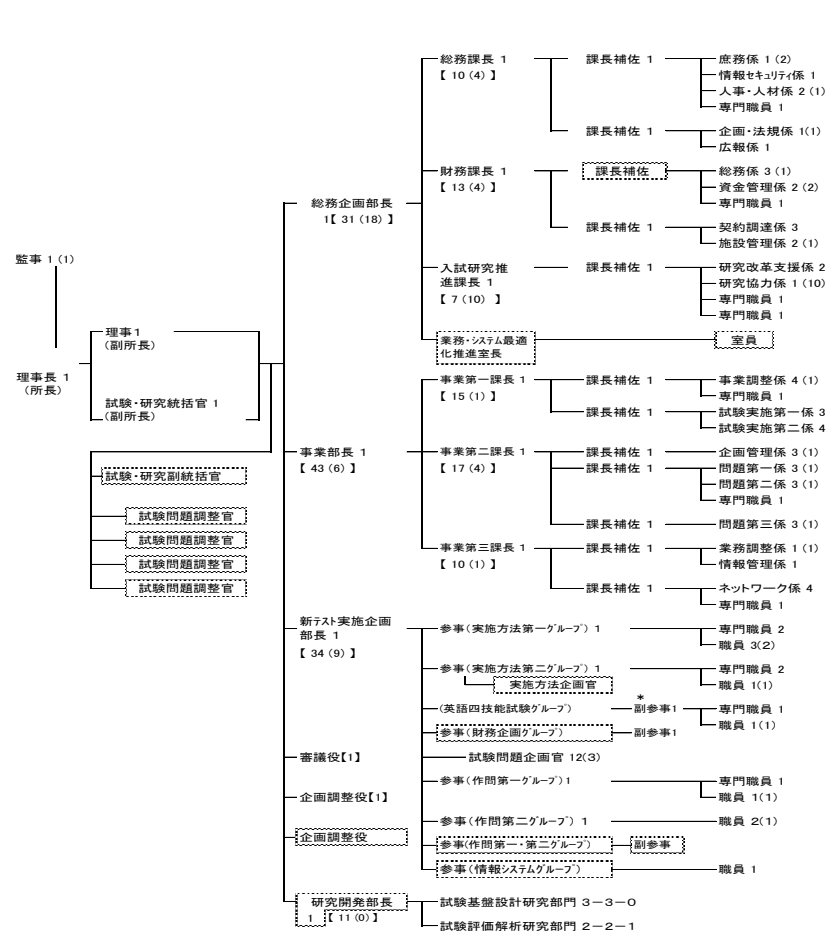 監事 1 (1)
理事長 1
(所長)
理事1
(副所長)
試験・研究統括官 1
(副所長)
試験・研究副統括官
試験問題調整官
試験問題調整官
試験問題調整官
試験問題調整官
総務企画部長
1【 31 (18) 】
総務課長 1
【 10 (4) 】
課長補佐 1
庶務係 1 (2)
情報セキュリティ係 1
人事・人材係 2 (1)
専門職員 1
課長補佐 1
企画・法規係 1(1)
広報係 1
財務課長 1
【 13 (4) 】
課長補佐
総務係 3 (1)
資金管理係 2 (2)
専門職員 1
課長補佐 1
契約調達係 3
施設管理係 2 (1)
入試研究推
進課長 1
【 7 (10) 】
課長補佐 1
研究改革支援係 2
研究協力係 1 (10)
専門職員 1
専門職員 1
業務・システム最適
化推進室長
室員
事業部長 1
【 43 (6) 】
事業第一課長 1
【 15 (1) 】
課長補佐 1
事業調整係 4 (1)
専門職員 1
課長補佐 1
試験実施第一係 3
試験実施第二係 4
事業第二課長 1
【 17 (4) 】
課長補佐 1
企画管理係 3 (1)
課長補佐 1
問題第一係 3 (1)
問題第二係 3 (1)
専門職員 1
課長補佐 1
問題第三係 3 (1)
事業第三課長 1
【 10 (1) 】
課長補佐 1
業務調整係 1 (1)
情報管理係 1
課長補佐 1
ネットワーク係 4
専門職員 1
新テスト実施企画
部長 1
【 34 (9) 】
参事(実施方法第一グループ) 1
専門職員 2
職員 3(2)
参事(実施方法第二グループ) 1
専門職員 2
職員 1(1)
実施方法企画官
*
(英語四技能試験グループ)
副参事1
専門職員 1
職員 1(1)
参事(財務企画グループ)
副参事1
試験問題企画官 12(3)
参事(作問第一グループ) 1
専門職員 1
職員 1(1)
参事(作問第二グループ) 1
職員 2(1)
参事(作問第一・第二グループ)
副参事
参事(情報システムグループ)
職員 1
審議役【1】
企画調整役【1】
企画調整役
研究開発部長
1 【 11 (0) 】
試験基盤設計研究部門 3－3－0
試験評価解析研究部門 2－2－1